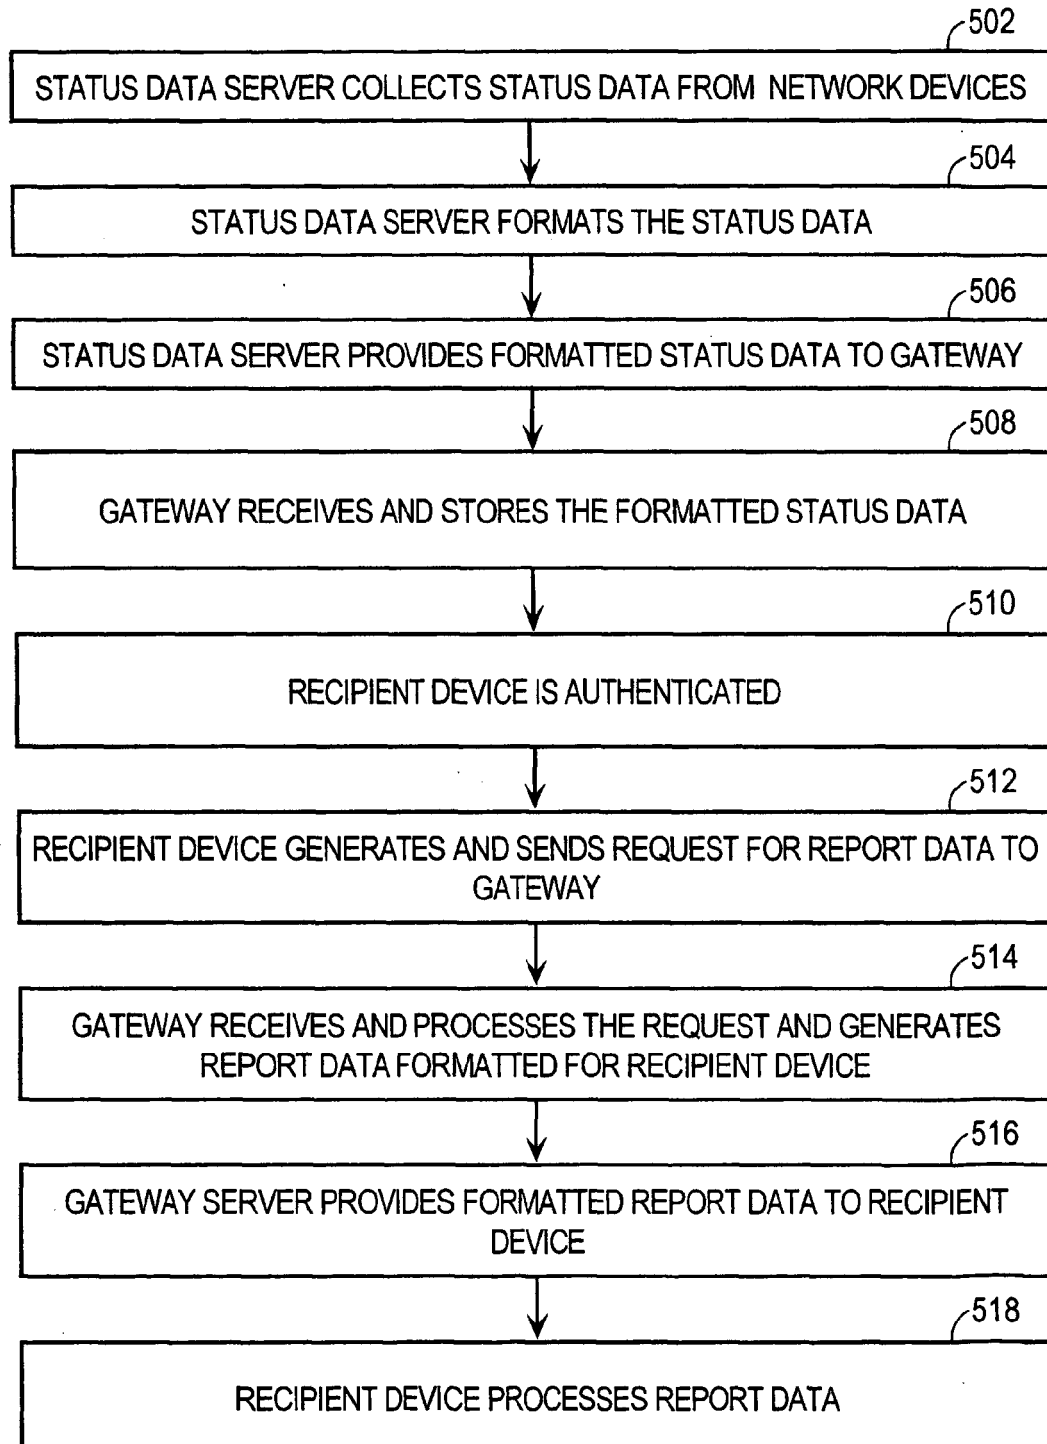 502
STATUS DATA SERVER COLLECTS STATUS DATA FROM NETWORK DEVICES
504
STATUS DATA SERVER FORMATS THE STATUS DATA
506
STATUS DATA SERVER PROVIDES FORMATTED STATUS DATA TO GATEWAY
508
GATEWAY RECEIVES AND STORES THE FORMATTED STATUS DATA
510
RECIPIENT DEVICE IS AUTHENTICATED
512
RECIPIENT DEVICE GENERATES AND SENDS REQUEST FOR REPORT DATA TO
GATEWAY
514
GATEWAY RECEIVES AND PROCESSES THE REQUEST AND GENERATES
REPORT DATA FORMATTED FOR RECIPIENT DEVICE
516
GATEWAY SERVER PROVIDES FORMATTED REPORT DATA TO RECIPIENT
DEVICE
518
RECIPIENT DEVICE PROCESSES REPORT DATA